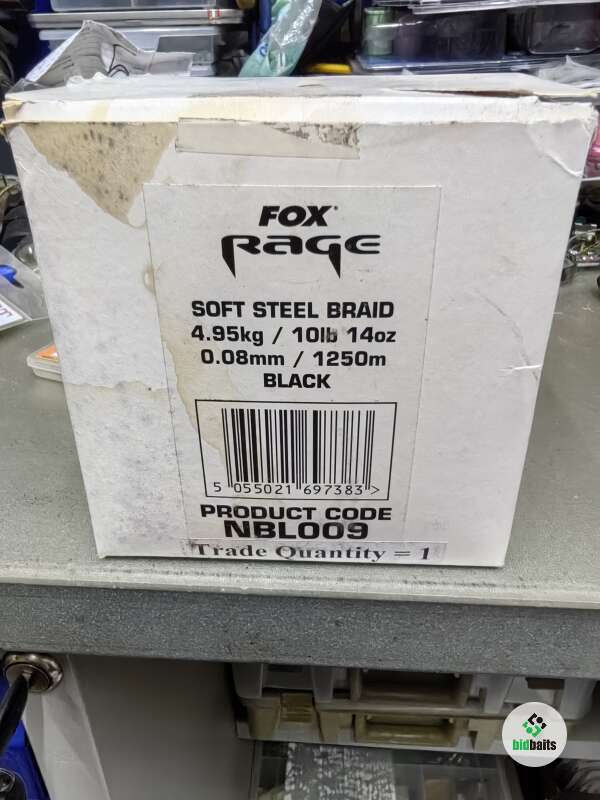 FOX
Rage
SOFT STEEL BRAID
4.95kg / 10lb 14oz
0.08mm / 1250m
BLACK
5 055021 697383 >
PRODUCT CODE
NBL009
Trade Quantity = 1
bidbaits